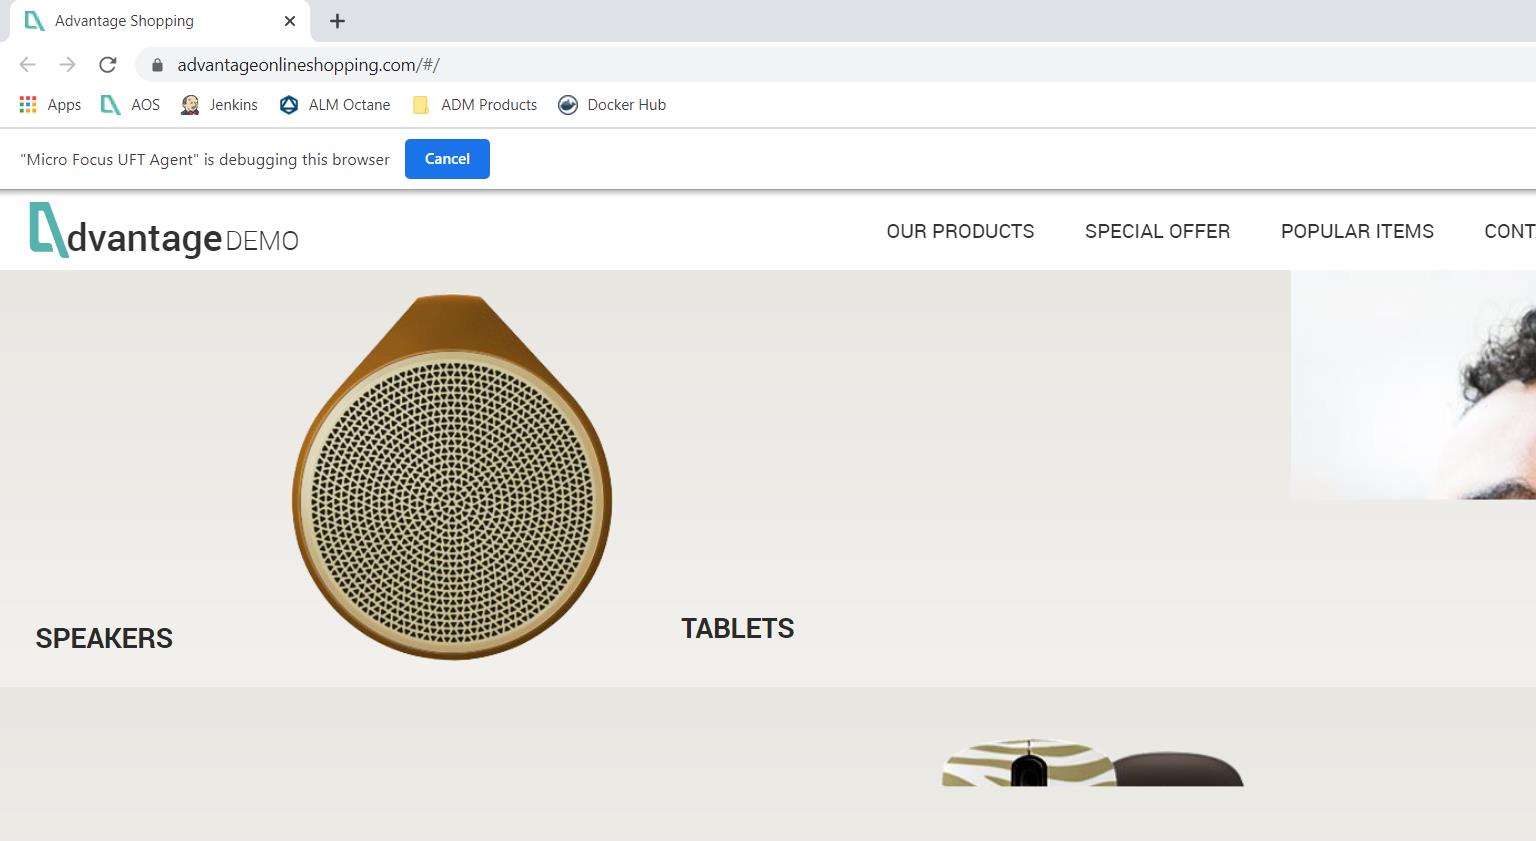 Advantage Shopping
advantageonlineshopping.com/#/
Apps AOS Jenkins ALM Octane ADM Products Docker Hub
"Micro Focus UFT Agent" is debugging this browser Cancel
dvantage DEMO OUR PRODUCTS SPECIAL OFFER POPULAR ITEMS CONT
SPEAKERS TABLETS